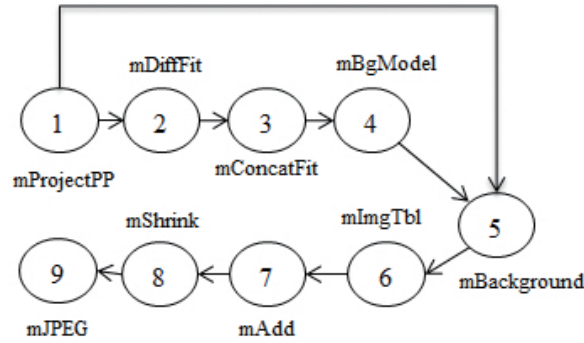 mDiffFit
mBgModel
1
2
3
4
mProjectPP
mConcatFit
mShrink
mImgTbl
5
9
8
7
6
mBackground
mJPEG
mAdd